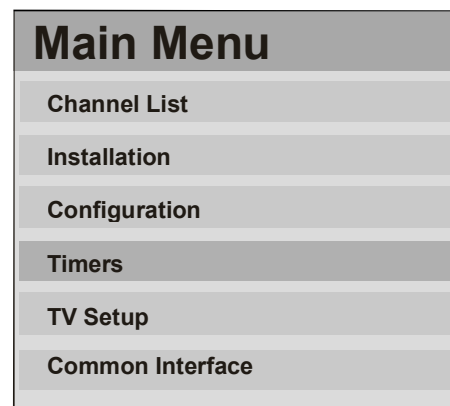 Main Menu
Channel List
Installation
Configuration
Timers
TV Setup
Common Interface